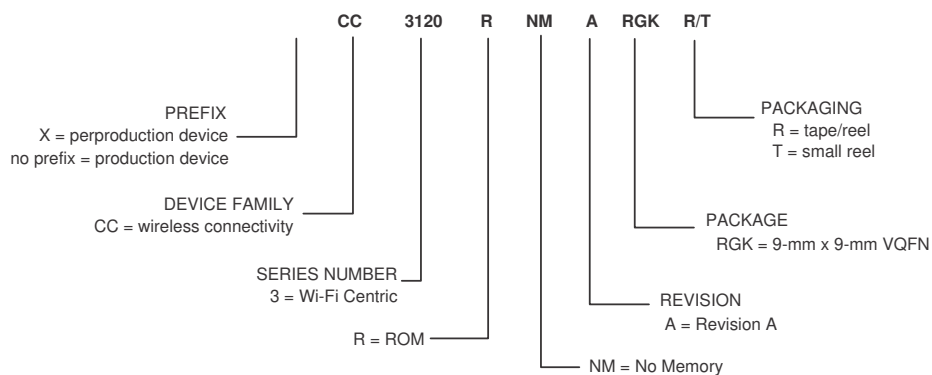 CC 3120 R NM A RGK R/T
PREFIX
X = perproduction device
no prefix = production device
PACKAGING
R = tape/reel
T = small reel
DEVICE FAMILY
CC = wireless connectivity
PACKAGE
RGK = 9-mm x 9-mm VQFN
SERIES NUMBER
3 = Wi-Fi Centric
REVISION
A = Revision A
R = ROM
NM = No Memory